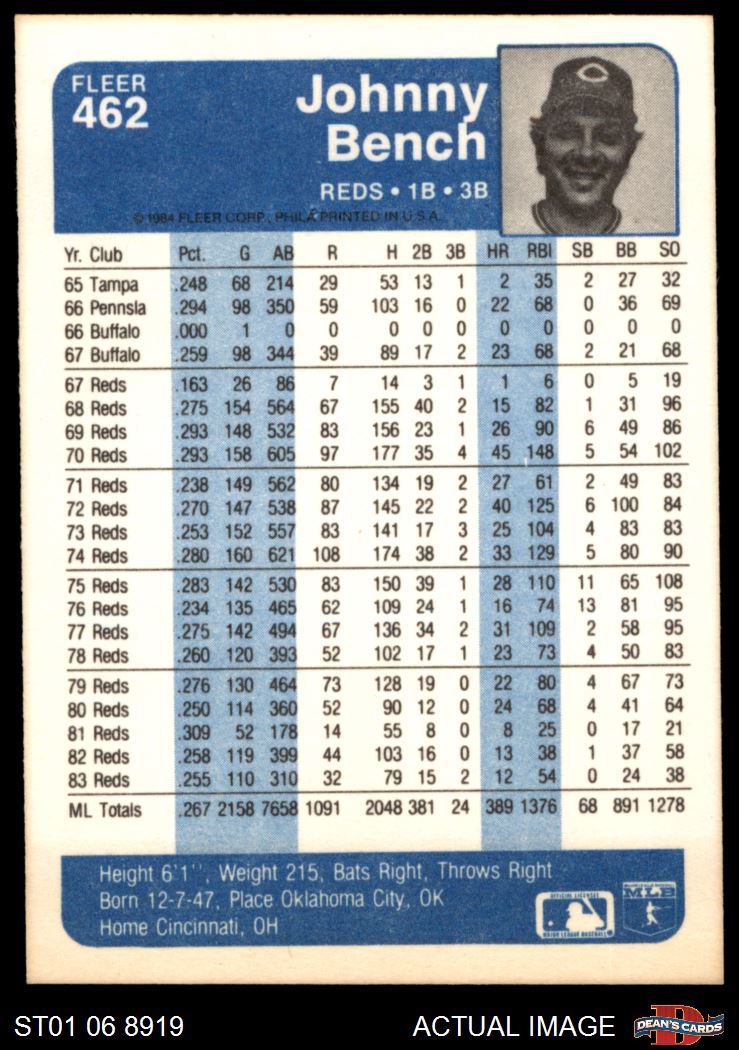 FLEER
462
Johnny
Bench
REDS • 1B • 3B
© 1984 FLEER CORP., PHILA PRINTED IN U.S.A.
Yr. Club Pct. G AB R H 2B 3B HR RBI SB BB SO
65 Tampa .248 68 214 29 53 13 1 2 35 2 27 32
66 Pennsla .294 98 350 59 103 16 0 22 68 0 36 69
66 Buffalo .000 1 0 0 0 0 0 0 0 0 0 0
67 Buffalo .259 98 344 39 89 17 2 23 68 2 21 68
67 Reds .163 26 86 7 14 3 1 1 6 0 5 19
68 Reds .275 154 564 67 155 40 2 15 82 1 31 96
69 Reds .293 148 532 83 156 23 1 26 90 6 49 86
70 Reds .293 158 605 97 177 35 4 45 148 5 54 102
71 Reds .238 149 562 80 134 19 2 27 61 2 49 83
72 Reds .270 147 538 87 145 22 2 40 125 6 100 84
73 Reds .253 152 557 83 141 17 3 25 104 4 83 83
74 Reds .280 160 621 108 174 38 2 33 129 5 80 90
75 Reds .283 142 530 83 150 39 1 28 110 11 65 108
76 Reds .234 135 465 62 109 24 1 16 74 13 81 95
77 Reds .275 142 494 67 136 34 2 31 109 2 58 95
78 Reds .260 120 393 52 102 17 1 23 73 4 50 83
79 Reds .276 130 464 73 128 19 0 22 80 4 67 73
80 Reds .250 114 360 52 90 12 0 24 68 4 41 64
81 Reds .309 52 178 14 55 8 0 8 25 0 17 21
82 Reds .258 119 399 44 103 16 0 13 38 1 37 58
83 Reds .255 110 310 32 79 15 2 12 54 0 24 38
ML Totals .267 2158 7658 1091 2048 381 24 389 1376 68 891 1278
Height 6'1'', Weight 215, Bats Right, Throws Right
Born 12-7-47, Place Oklahoma City, OK
Home Cincinnati, OH
OFFICIAL LICENSEE
MAJOR LEAGUE BASEBALL
ST01 06 8919
ACTUAL IMAGE
DEAN'S CARDS